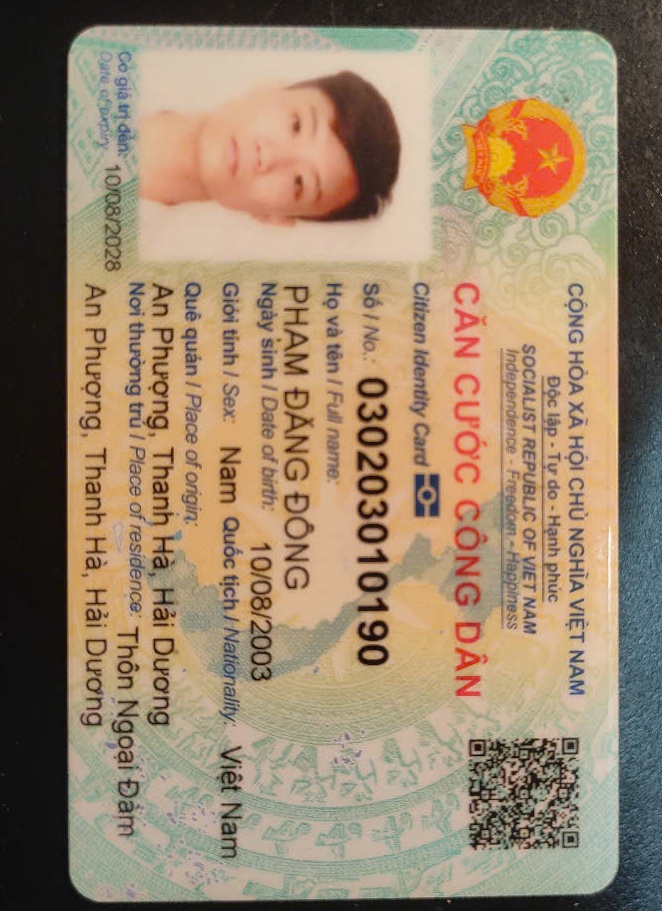 CỘNG HÒA XÃ HỘI CHỦ NGHĨA VIỆT NAM
Độc lập - Tự do - Hạnh phúc
SOCIALIST REPUBLIC OF VIET NAM
Independence - Freedom - Happiness
CĂN CƯỚC CÔNG DÂN
Citizen Identity Card
Số / No.: 030203010190
Họ và tên / Full name:
PHẠM ĐĂNG ĐÔNG
Ngày sinh / Date of birth: 10/08/2003
Giới tính / Sex: Nam Quốc tịch / Nationality: Việt Nam
Quê quán / Place of origin:
An Phượng, Thanh Hà, Hải Dương
Nơi thường trú / Place of residence: Thôn Ngoại Đàm
An Phượng, Thanh Hà, Hải Dương
Có giá trị đến: 10/08/2028
Date of expiry